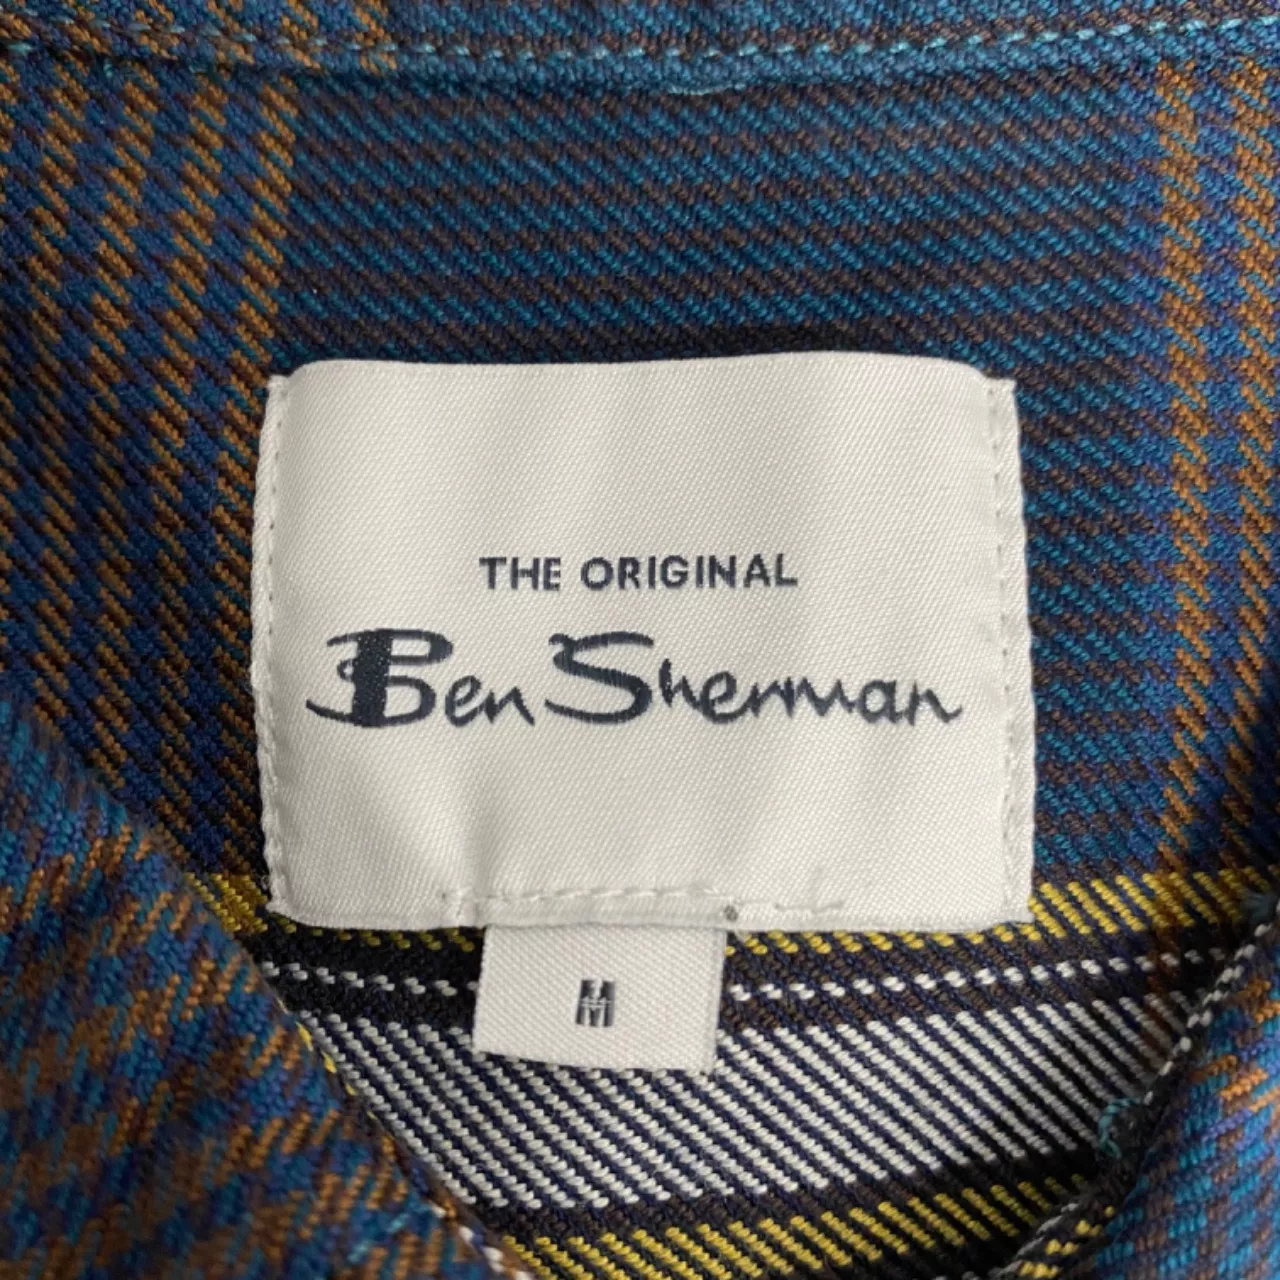 THE ORIGINAL
Ben Sherman
M